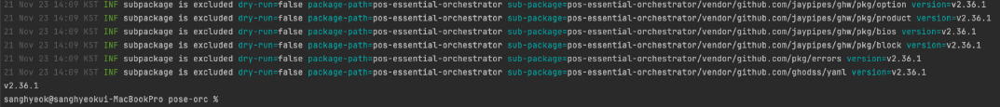 21 Nov 23 14:09 KST INF subpackage is excluded dry-run=false package-path=pos-essential-orchestrator sub-package=pos-essential-orchestrator/vendor/github.com/jaypipes/ghw/pkg/option version=v2.36.1
21 Nov 23 14:09 KST INF subpackage is excluded dry-run=false package-path=pos-essential-orchestrator sub-package=pos-essential-orchestrator/vendor/github.com/jaypipes/ghw/pkg/product version=v2.36.1
21 Nov 23 14:09 KST INF subpackage is excluded dry-run=false package-path=pos-essential-orchestrator sub-package=pos-essential-orchestrator/vendor/github.com/jaypipes/ghw/pkg/bios version=v2.36.1
21 Nov 23 14:09 KST INF subpackage is excluded dry-run=false package-path=pos-essential-orchestrator sub-package=pos-essential-orchestrator/vendor/github.com/jaypipes/ghw/pkg/block version=v2.36.1
21 Nov 23 14:09 KST INF subpackage is excluded dry-run=false package-path=pos-essential-orchestrator sub-package=pos-essential-orchestrator/vendor/github.com/pkg/errors version=v2.36.1
21 Nov 23 14:09 KST INF subpackage is excluded dry-run=false package-path=pos-essential-orchestrator sub-package=pos-essential-orchestrator/vendor/github.com/ghodss/yaml version=v2.36.1
v2.36.1
sanghyeok@sanghyeokui-MacBookPro pose-orc %